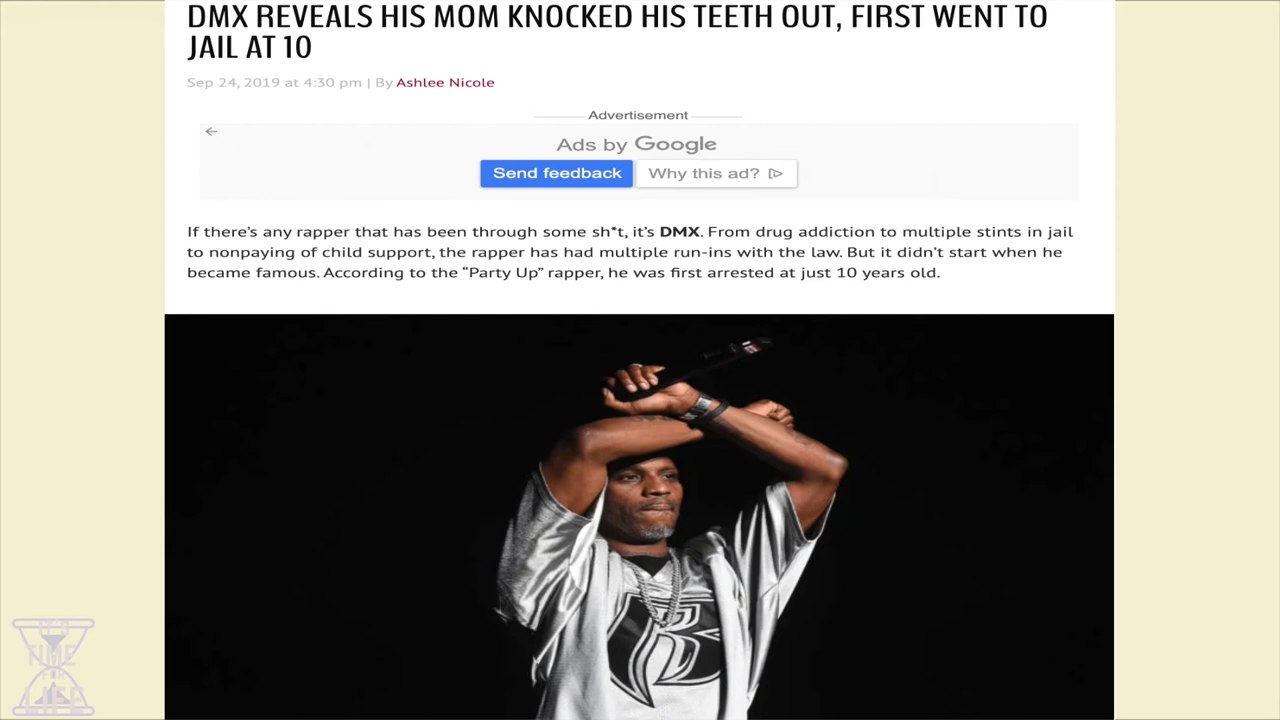 DMX REVEALS HIS MOM KNOCKED HIS TEETH OUT, FIRST WENT TO
JAIL AT 10
Sep 24, 2019 at 4:30 pm | By Ashlee Nicole
Advertisement
Ads by Google
Send feedback
Why this ad?
If there's any rapper that has been through some sh*t, it's DMX. From drug addiction to multiple stints in jail
to nonpaying of child support, the rapper has had multiple run-ins with the law. But it didn't start when he
became famous. According to the “Party Up” rapper, he was first arrested at just 10 years old.
IT'S
TIME
FOR
LIFE